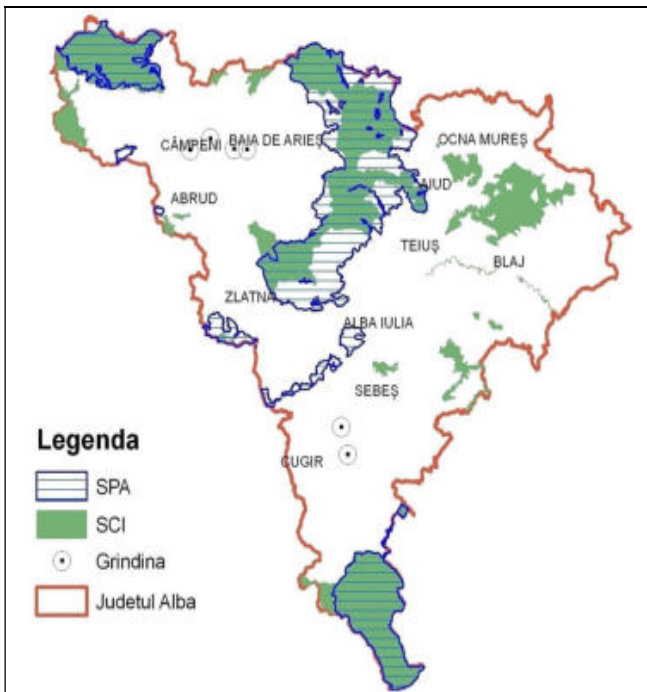 CÂMPENI
BAIA DE ARIEȘ
OCNA MUREȘ
AIUD
ABRUD
TEIUȘ
BLAJ
ZLATNA
ALBA IULIA
SEBEȘ
CUGIR
Legenda
SPA
SCI
Grindina
Judetul Alba